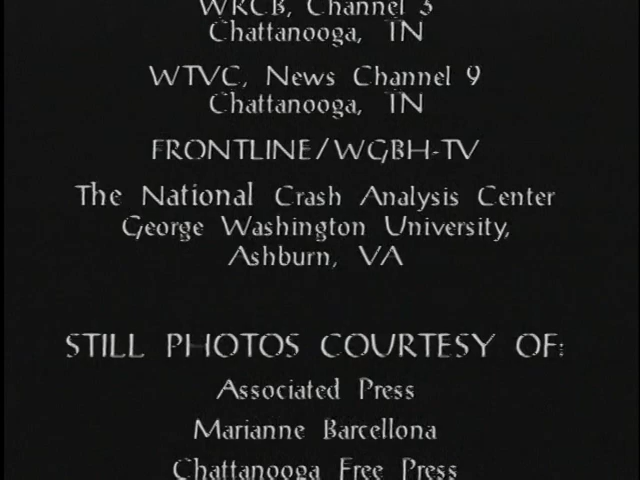 WRCB, Channel 3
Chattanooga, TN
WTVC, News Channel 9
Chattanooga, TN
FRONTLINE/WGBH-TV
The National Crash Analysis Center
George Washington University,
Ashburn, VA
STILL PHOTOS COURTESY OF:
Associated Press
Marianne Barcellona
Chattanooga Free Press